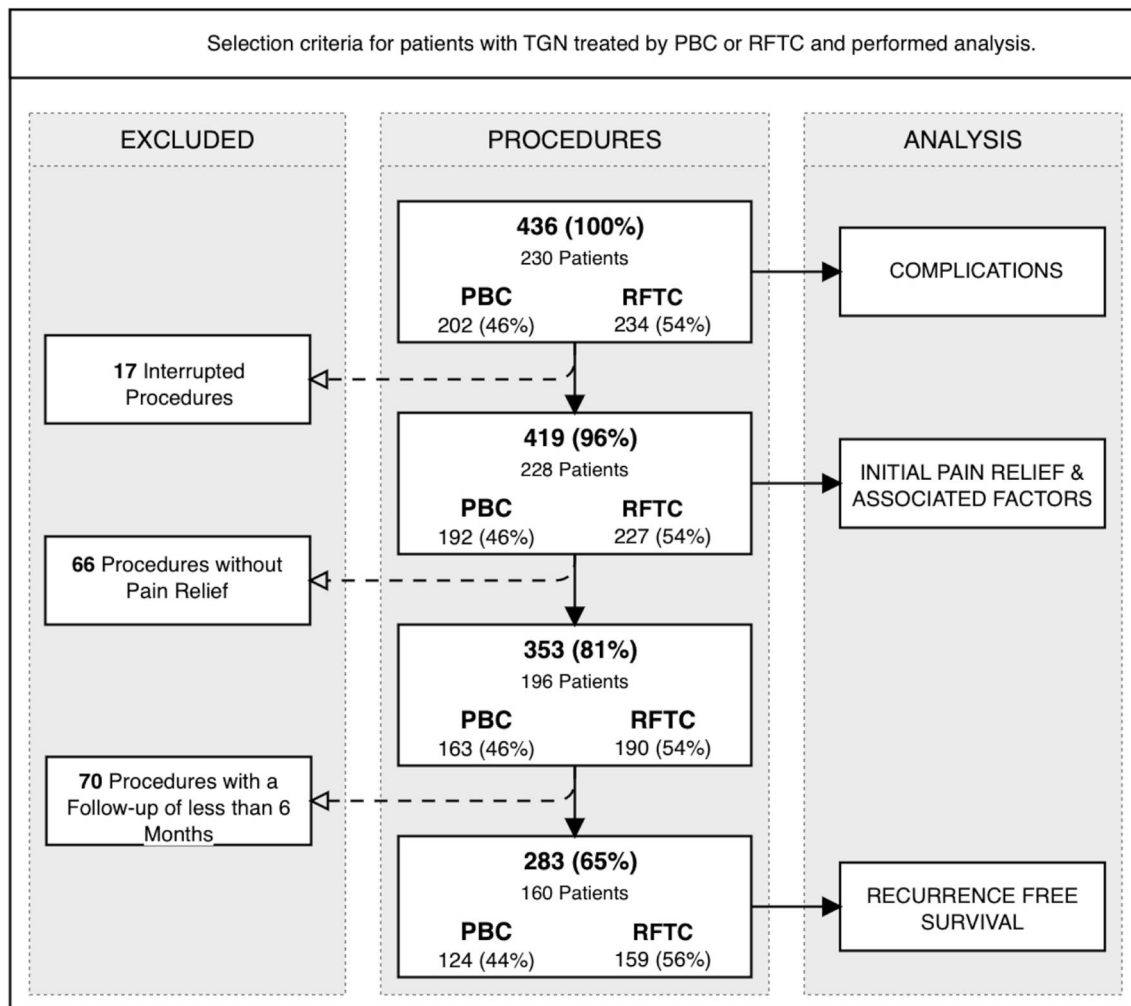 Selection criteria for patients with TGN treated by PBC or RFTC and performed analysis.
EXCLUDED
PROCEDURES
ANALYSIS
436 (100%)
230 Patients
PBC RFTC
202 (46%) 234 (54%)
COMPLICATIONS
17 Interrupted
Procedures
419 (96%)
228 Patients
PBC RFTC
192 (46%) 227 (54%)
INITIAL PAIN RELIEF &
ASSOCIATED FACTORS
66 Procedures without
Pain Relief
353 (81%)
196 Patients
PBC RFTC
163 (46%) 190 (54%)
70 Procedures with a
Follow-up of less than 6
Months
283 (65%)
160 Patients
PBC RFTC
124 (44%) 159 (56%)
RECURRENCE FREE
SURVIVAL